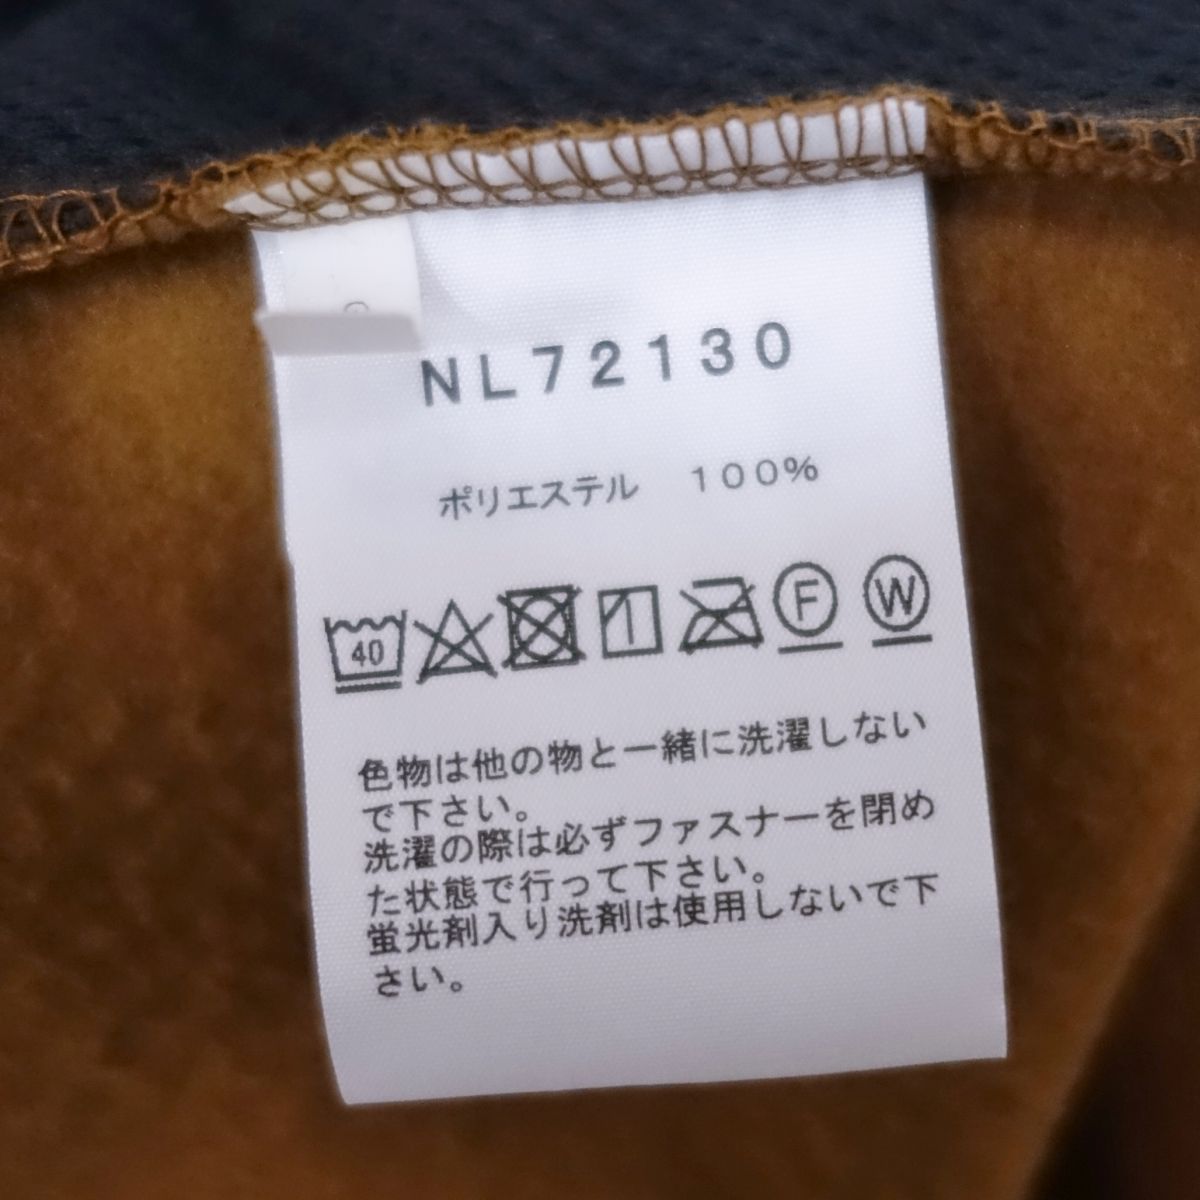 NL72130
ポリエステル 100%
40
F W
色物は他の物と一緒に洗濯しない
で下さい。
洗濯の際は必ずファスナーを閉め
た状態で行って下さい。
蛍光剤入り洗剤は使用しないで下
さい。